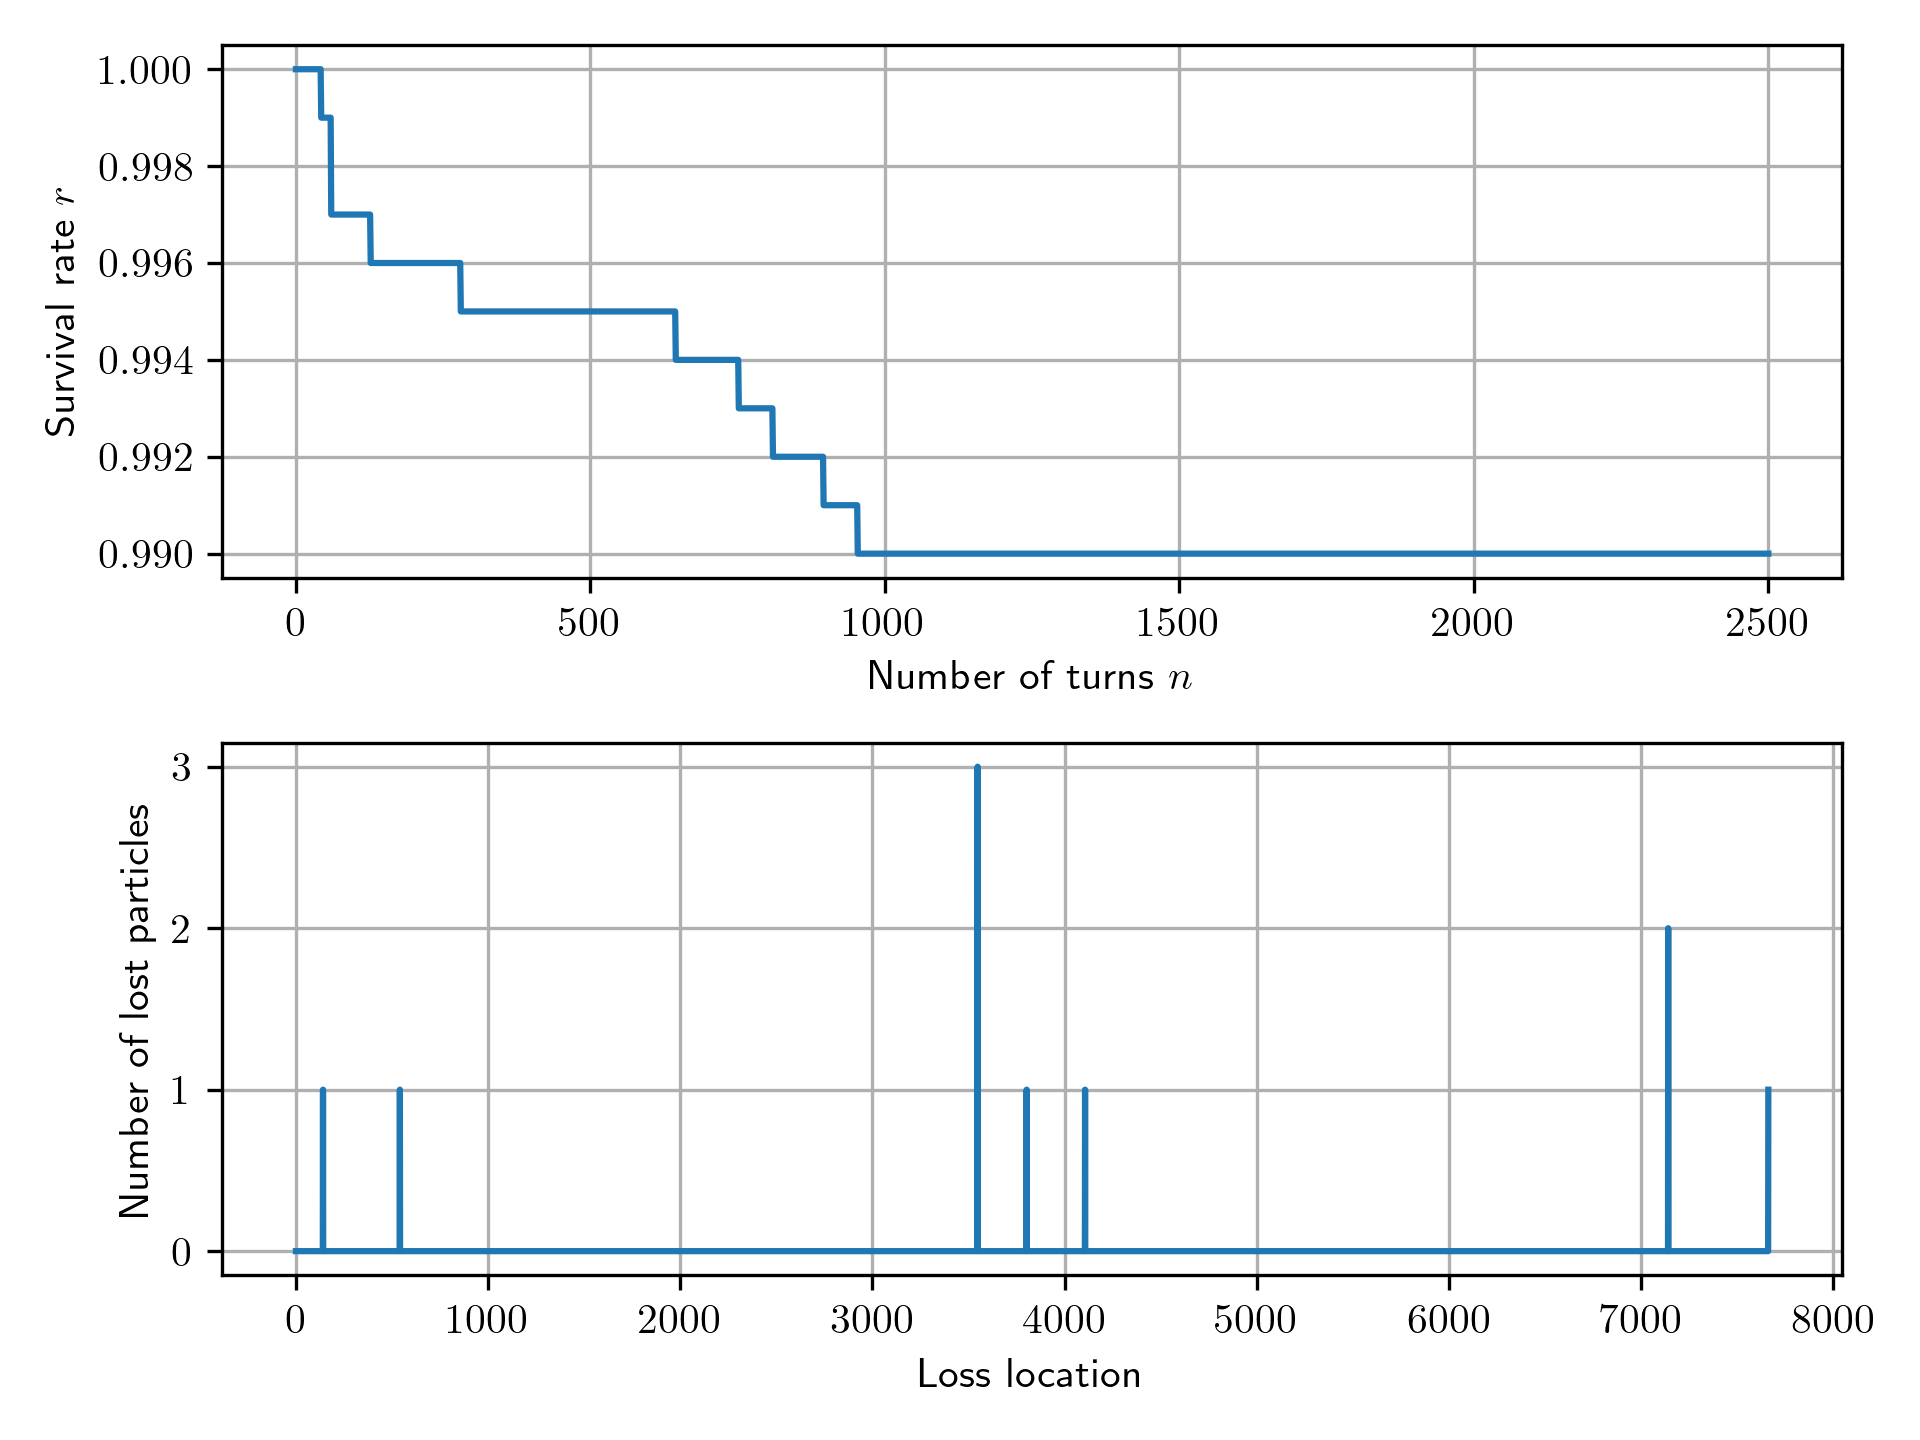 1.000
0.998
0.996
0.994
0.992
0.990
Survival rate r
0 500 1000 1500 2000 2500
Number of turns n
3
2
1
0
Number of lost particles
0 1000 2000 3000 4000 5000 6000 7000 8000
Loss location